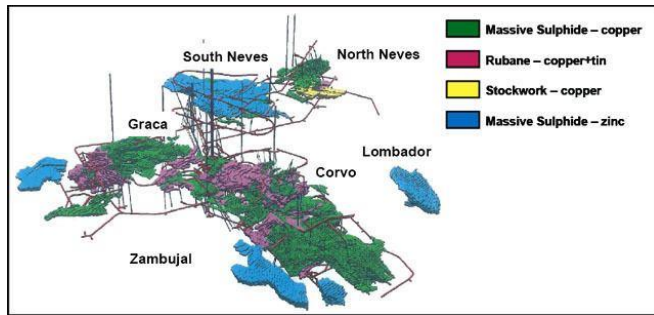 Massive Sulphide – copper
Rubane – copper+tin
Stockwork – copper
Massive Sulphide – zinc
North Neves
South Neves
Graca
Lombador
Corvo
Zambujal